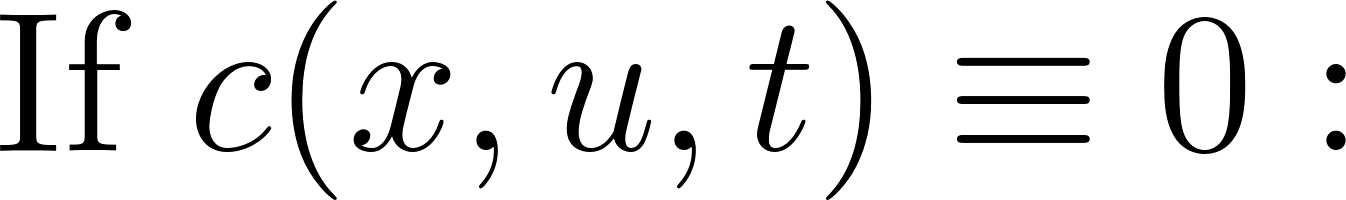 If c(x, u, t) ≡ 0 :